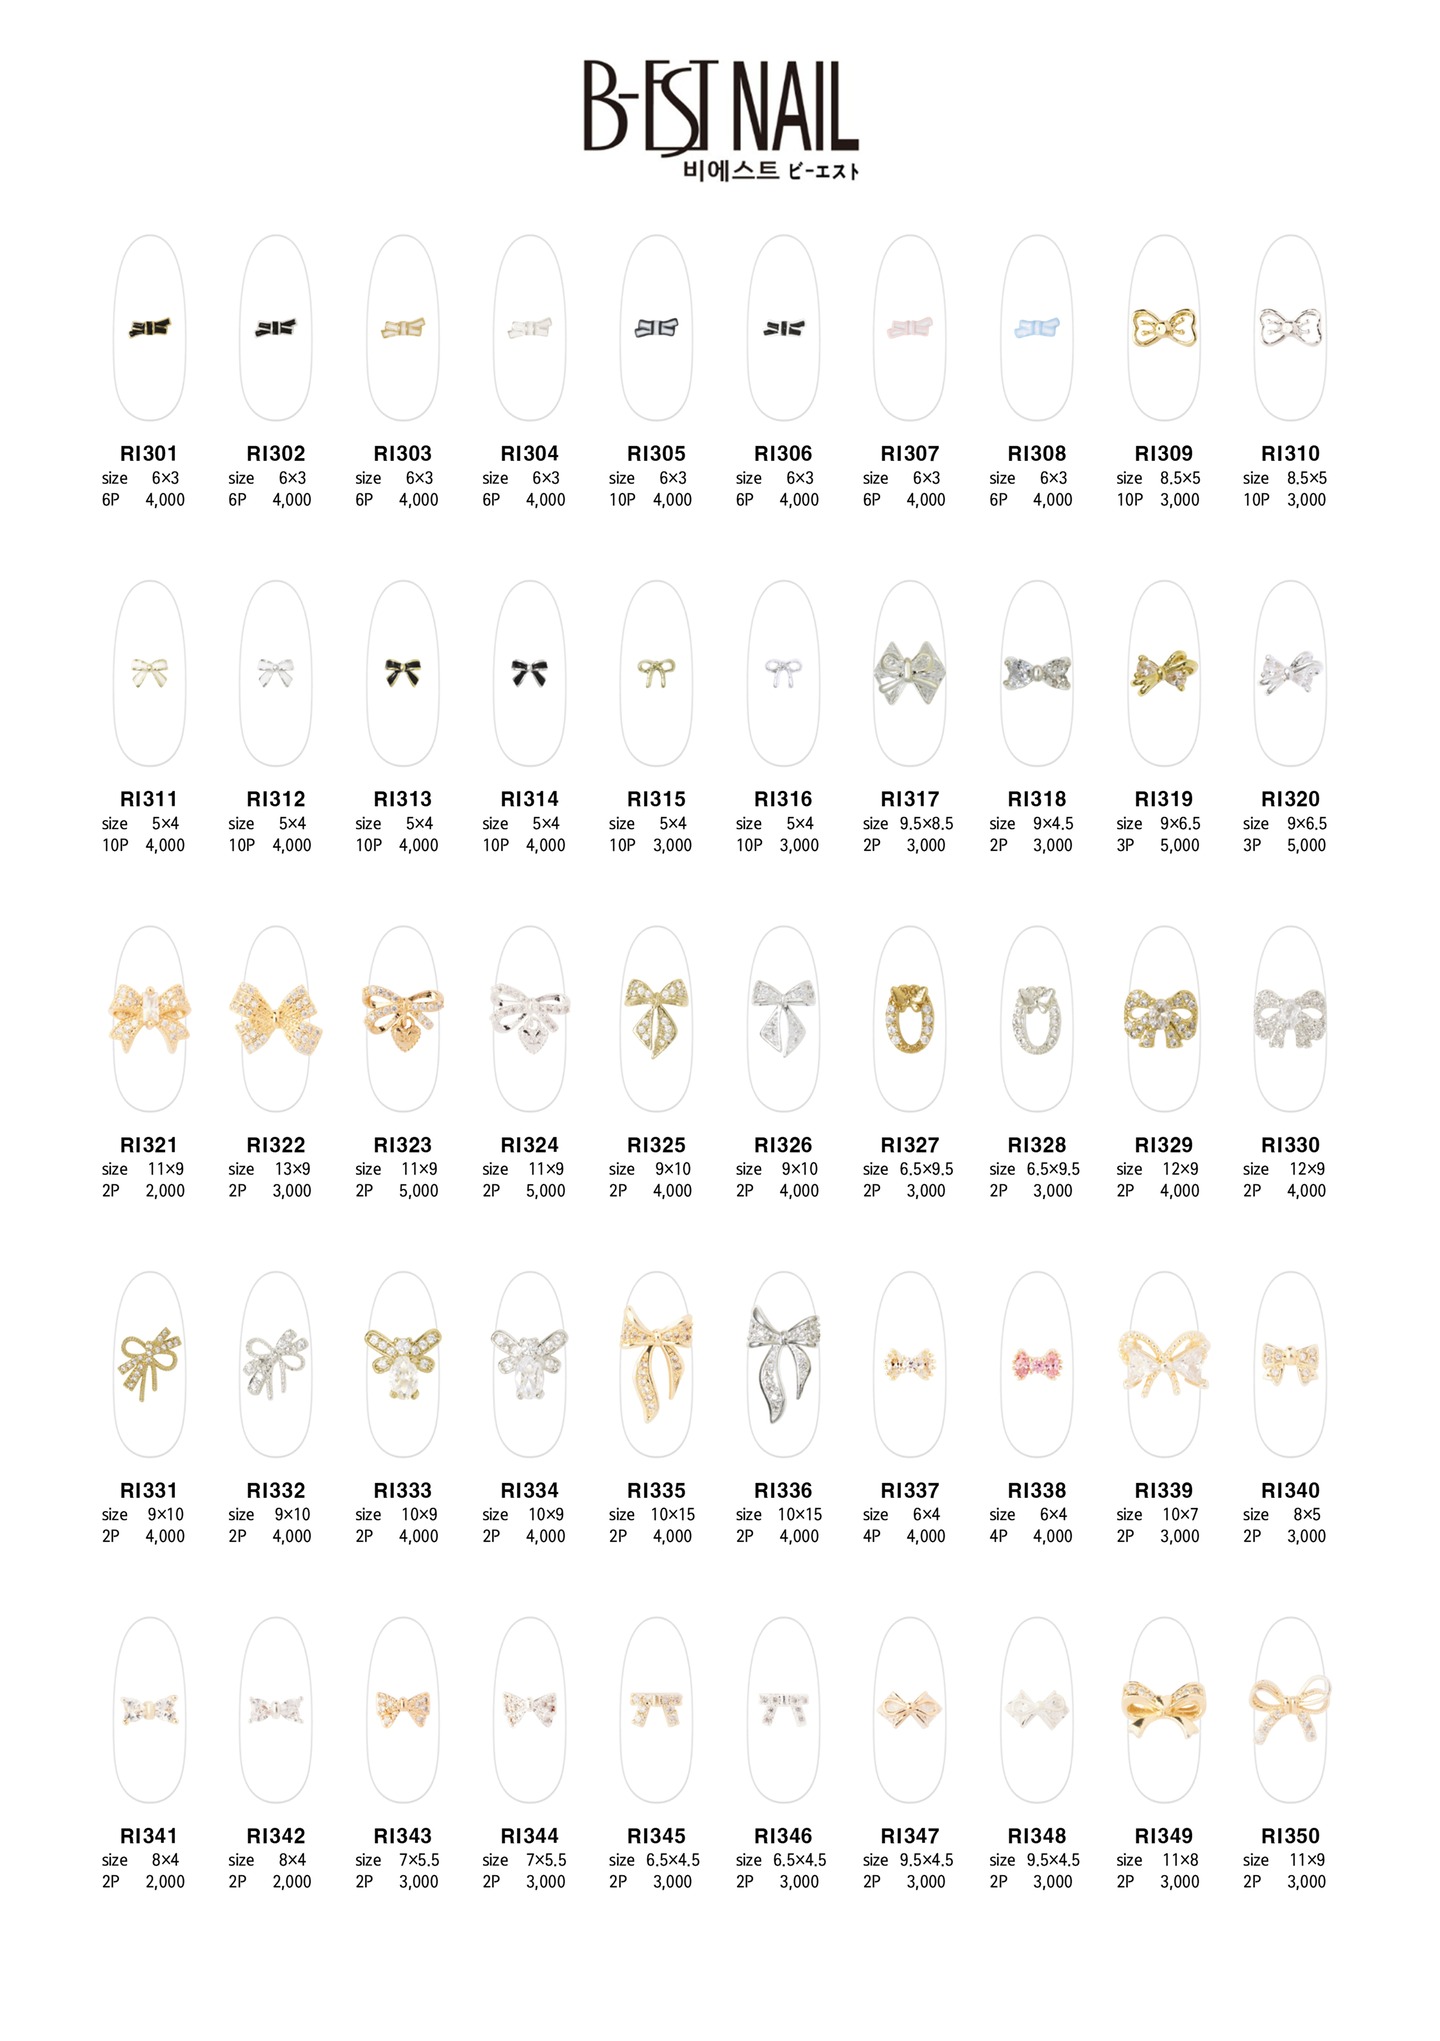 B-EST NAIL
비에스트 ビーエスト
RI301 RI302 RI303 RI304 RI305 RI306 RI307 RI308 RI309 RI310
size 6×3 size 6×3 size 6×3 size 6×3 size 6×3 size 6×3 size 6×3 size 6×3 size 8.5×5 size 8.5×5
6P 4,000 6P 4,000 6P 4,000 6P 4,000 10P 4,000 6P 4,000 6P 4,000 6P 4,000 10P 3,000 10P 3,000
RI311 RI312 RI313 RI314 RI315 RI316 RI317 RI318 RI319 RI320
size 5×4 size 5×4 size 5×4 size 5×4 size 5×4 size 5×4 size 9.5×8.5 size 9×4.5 size 9×6.5 size 9×6.5
10P 4,000 10P 4,000 10P 4,000 10P 4,000 10P 3,000 10P 3,000 2P 3,000 2P 3,000 3P 5,000 3P 5,000
RI321 RI322 RI323 RI324 RI325 RI326 RI327 RI328 RI329 RI330
size 11×9 size 13×9 size 11×9 size 11×9 size 9×10 size 9×10 size 6.5×9.5 size 6.5×9.5 size 12×9 size 12×9
2P 2,000 2P 3,000 2P 5,000 2P 5,000 2P 4,000 2P 4,000 2P 3,000 2P 3,000 2P 4,000 2P 4,000
RI331 RI332 RI333 RI334 RI335 RI336 RI337 RI338 RI339 RI340
size 9×10 size 9×10 size 10×9 size 10×9 size 10×15 size 10×15 size 6×4 size 6×4 size 10×7 size 8×5
2P 4,000 2P 4,000 2P 4,000 2P 4,000 2P 4,000 2P 4,000 4P 4,000 4P 4,000 2P 3,000 2P 3,000
RI341 RI342 RI343 RI344 RI345 RI346 RI347 RI348 RI349 RI350
size 8×4 size 8×4 size 7×5.5 size 7×5.5 size 6.5×4.5 size 6.5×4.5 size 9.5×4.5 size 9.5×4.5 size 11×8 size 11×9
2P 2,000 2P 2,000 2P 3,000 2P 3,000 2P 3,000 2P 3,000 2P 3,000 2P 3,000 2P 3,000 2P 3,000